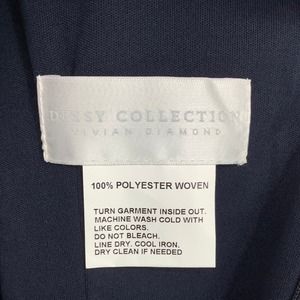 DESSY COLLECTION
VIVIAN DIAMOND
100% POLYESTER WOVEN
TURN GARMENT INSIDE OUT.
MACHINE WASH COLD WITH
LIKE COLORS.
DO NOT BLEACH.
LINE DRY. COOL IRON.
DRY CLEAN IF NEEDED